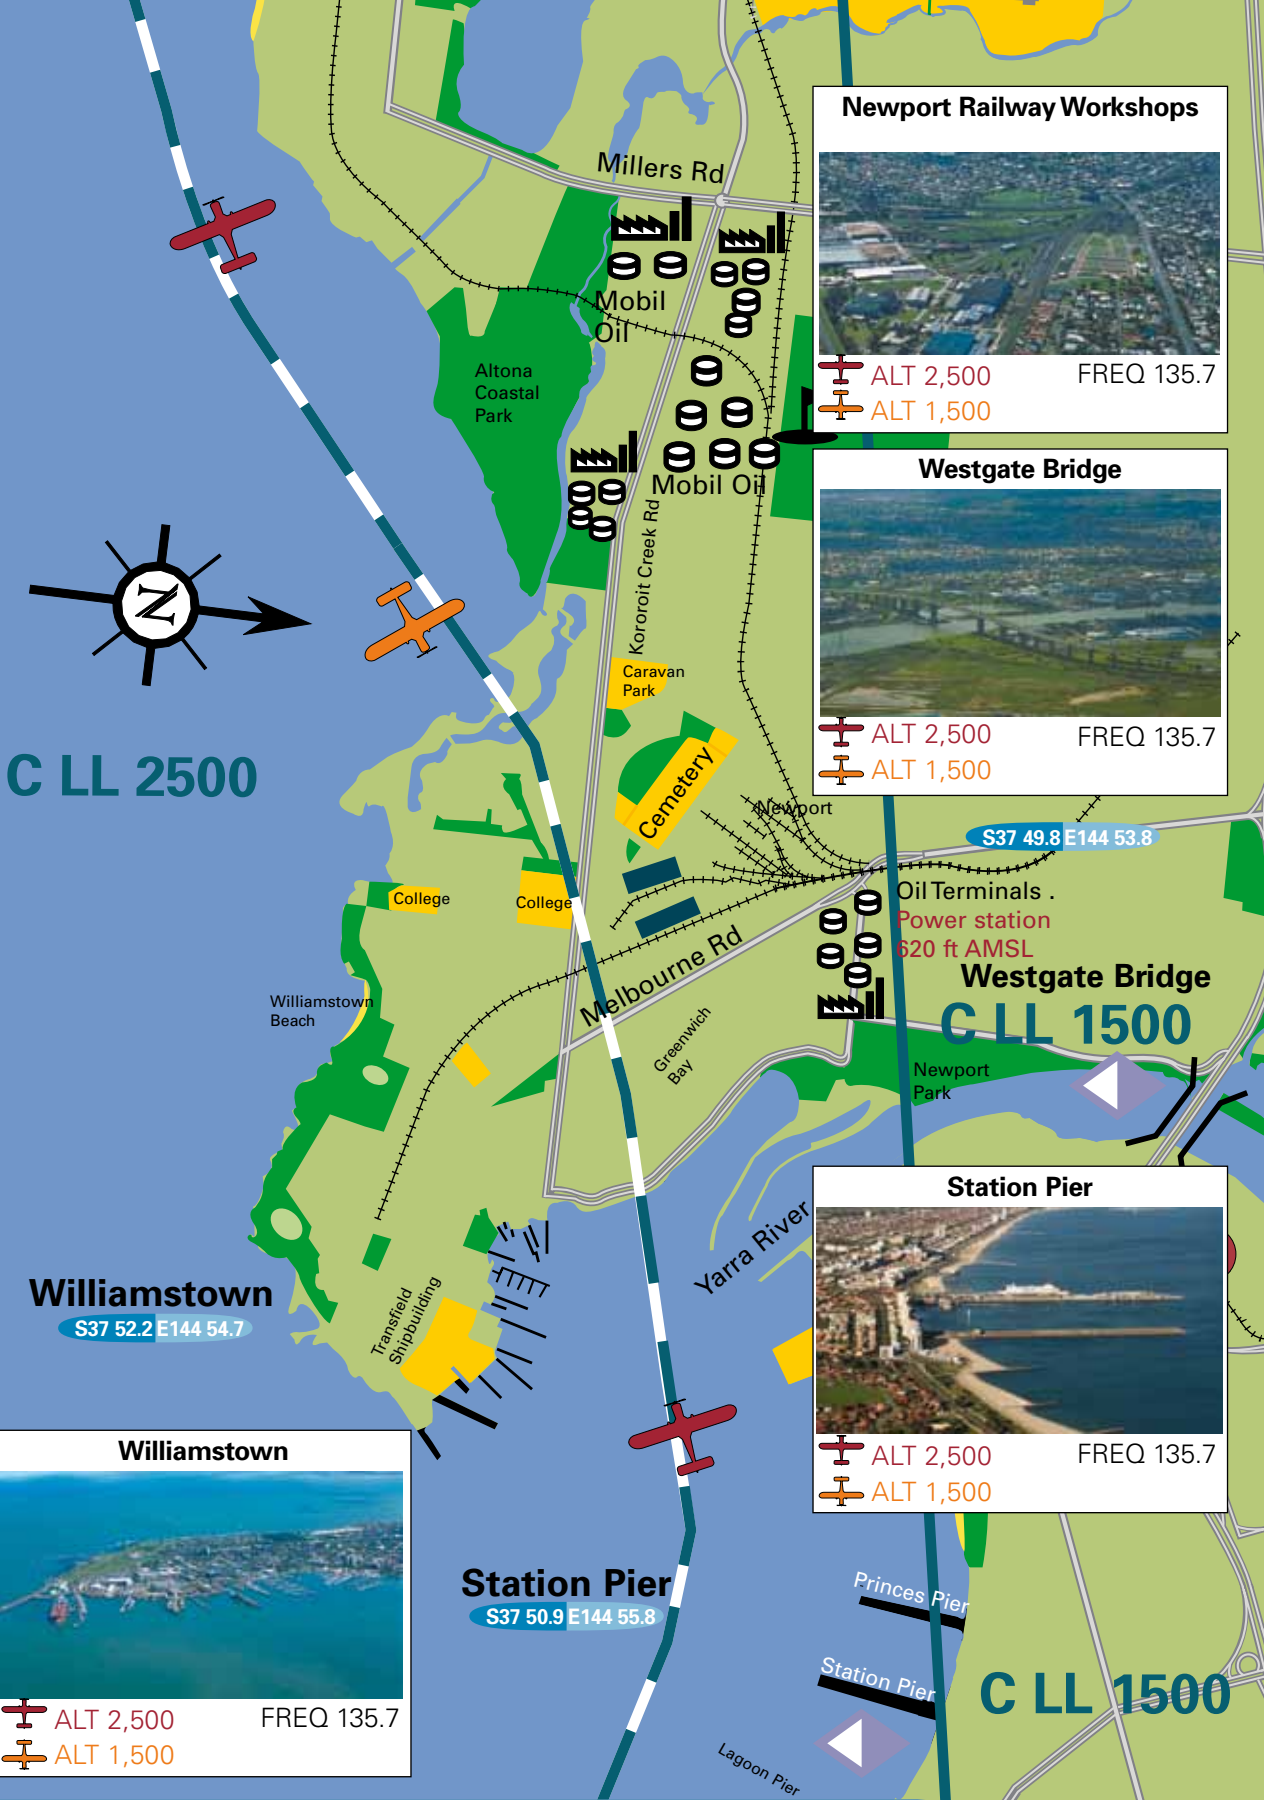 Newport Railway Workshops
ALT 2,500
FREQ 135.7
ALT 1,500
Millers Rd
Mobil
Oil
Altona
Coastal
Park
Mobil Oil
Kororoit Creek Rd
Westgate Bridge
ALT 2,500
FREQ 135.7
ALT 1,500
N
Caravan
Park
C LL 2500
Cemetery
Newport
S37 49.8 E144 53.8
College
College
Oil Terminals .
Power station
620 ft AMSL
Melbourne Rd
Westgate Bridge
C LL 1500
Williamstown
Beach
Greenwich
Bay
Newport
Park
Station Pier
ALT 2,500
FREQ 135.7
ALT 1,500
Yarra River
Williamstown
S37 52.2 E144 54.7
Transfield
Shipbuilding
Williamstown
ALT 2,500
FREQ 135.7
ALT 1,500
Station Pier
S37 50.9 E144 55.8
Princes Pier
Station Pier
C LL 1500
Lagoon Pier